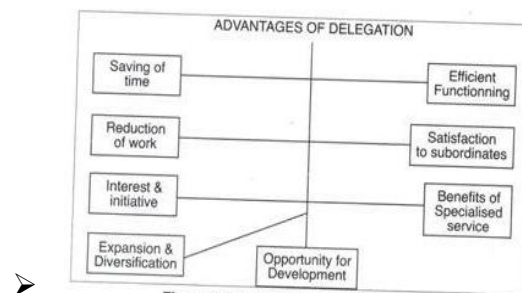 ADVANTAGES OF DELEGATION
Saving of
time
Efficient
Functionning
Reduction
of work
Satisfaction
to subordinates
Interest &
initiative
Benefits of
Specialised
service
Expansion &
Diversification
Opportunity for
Development